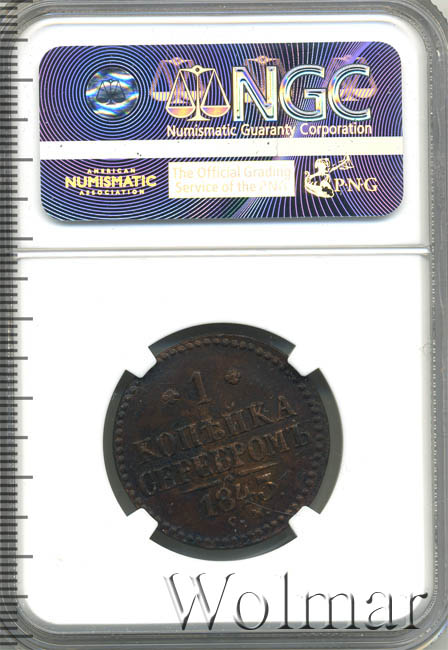 NGC
Numismatic Guaranty Corporation
AMERICAN
NUMISMATIC
ASSOCIATION
The Official Grading
Service of the PNG
P·N·G
1
КОПѢЙКА
СЕРЕБРОМЪ
1843
Wolmar